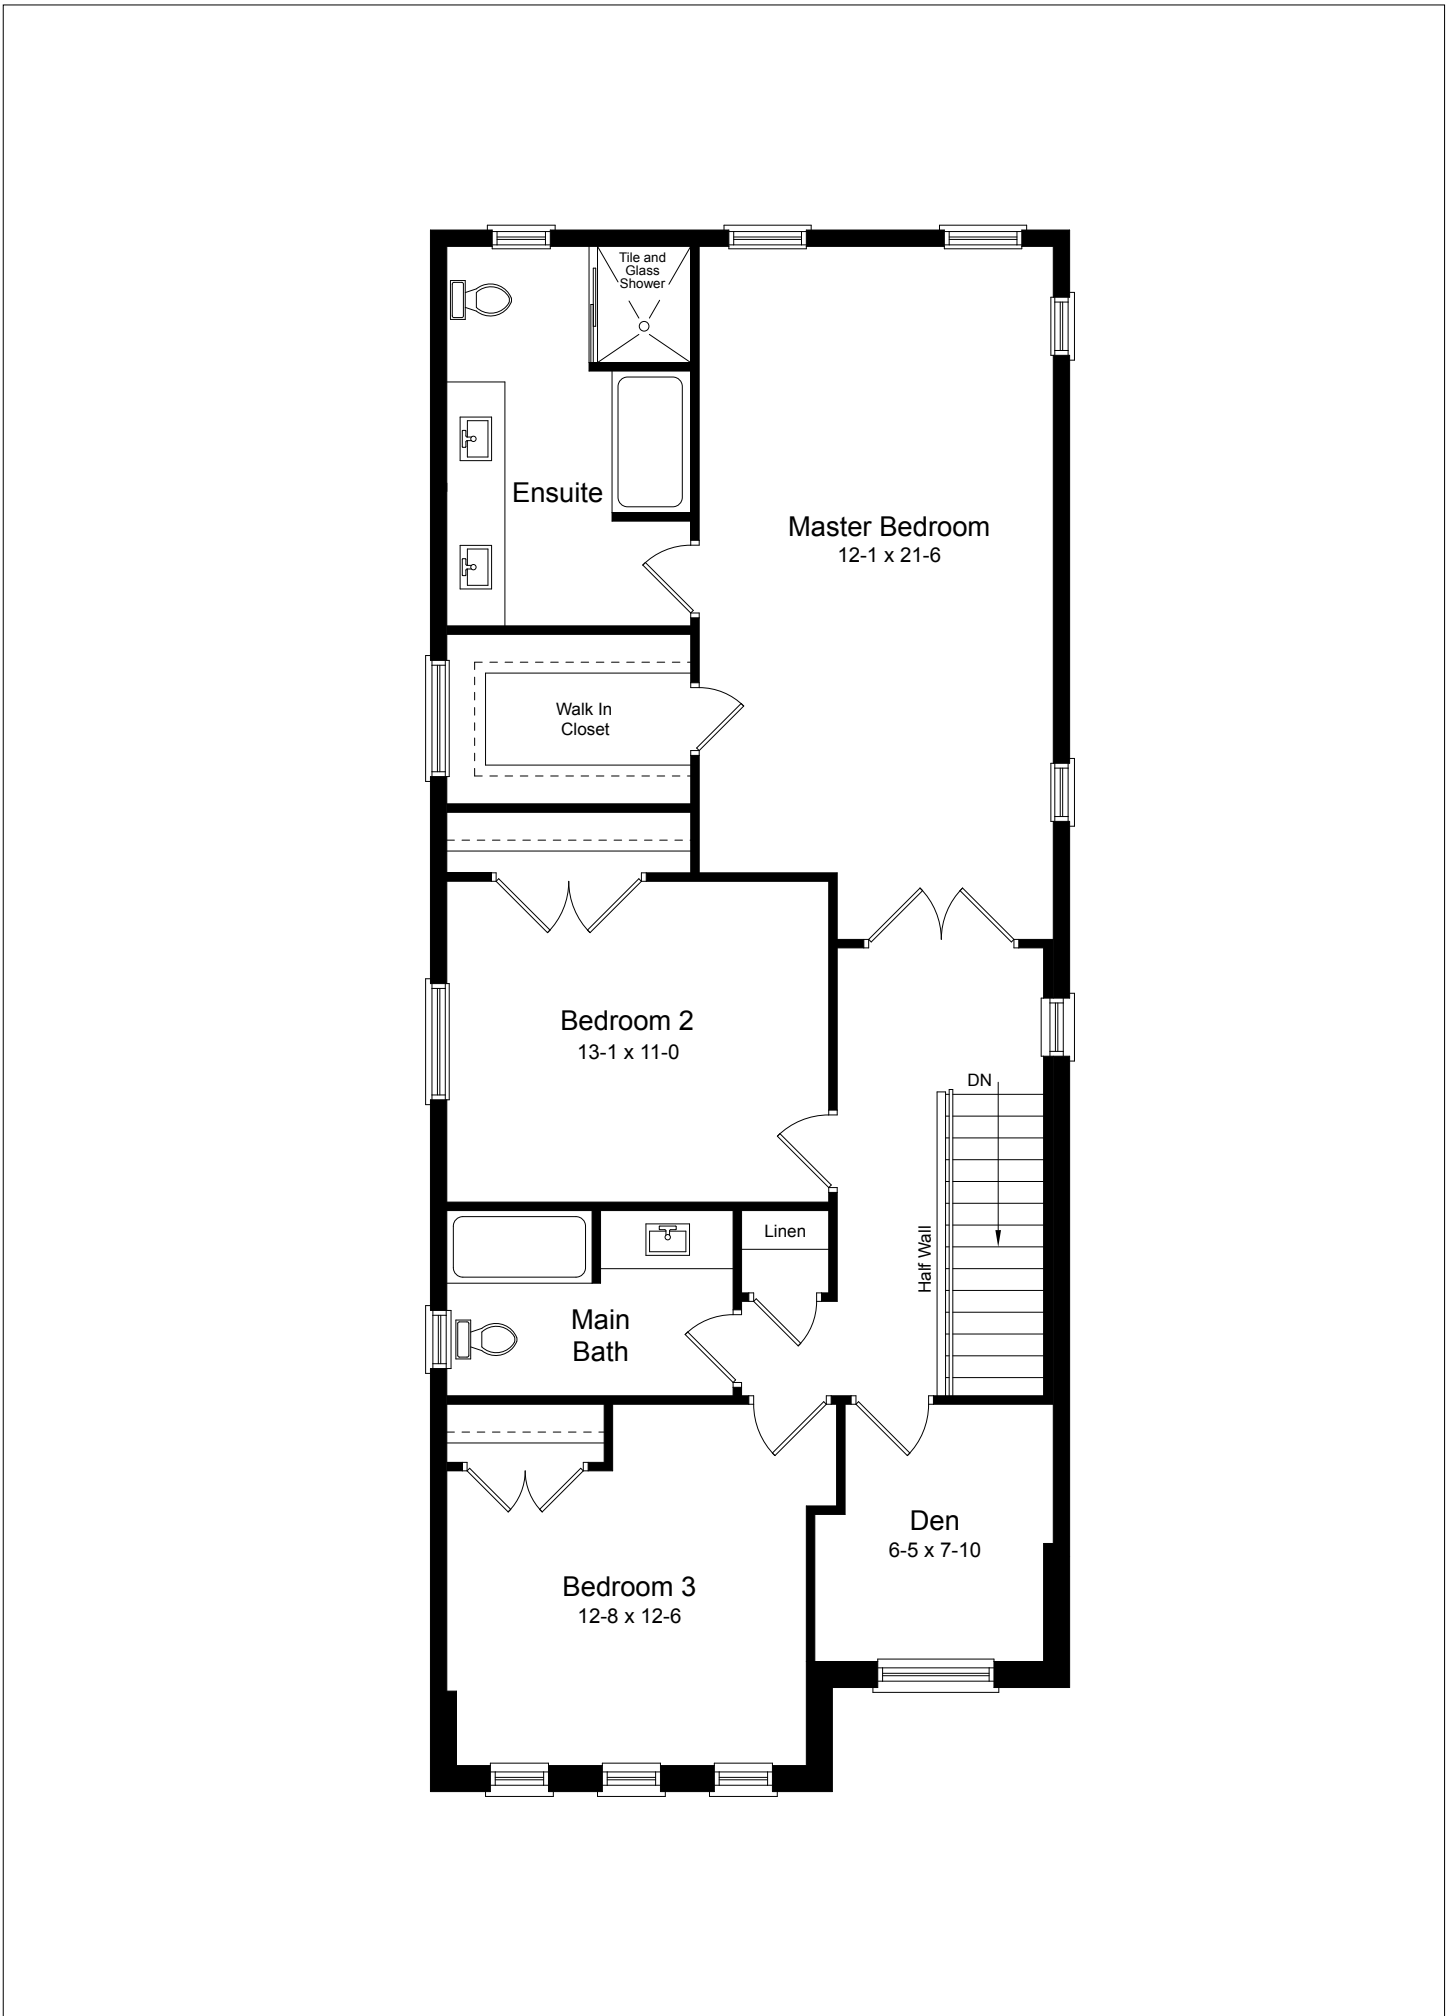 Tile and
Glass
Shower
Ensuite
Master Bedroom
12-1 x 21-6
Walk In
Closet
Bedroom 2
13-1 x 11-0
DN
Linen
Half Wall
Main
Bath
Den
6-5 x 7-10
Bedroom 3
12-8 x 12-6